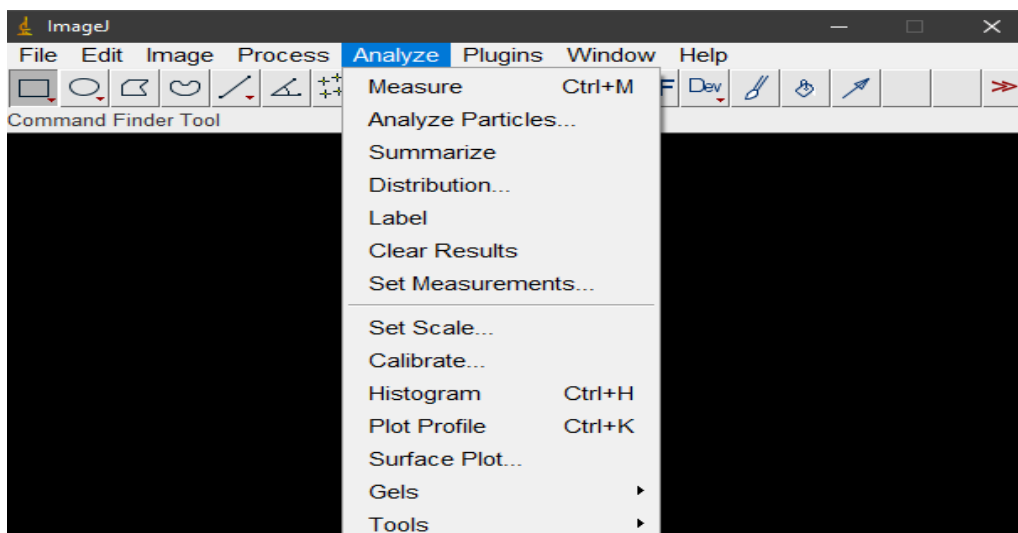 ImageJ
File Edit Image Process Analyze Plugins Window Help
Dev
Command Finder Tool
Measure Ctrl+M
Analyze Particles...
Summarize
Distribution...
Label
Clear Results
Set Measurements...
Set Scale...
Calibrate...
Histogram Ctrl+H
Plot Profile Ctrl+K
Surface Plot...
Gels
Tools